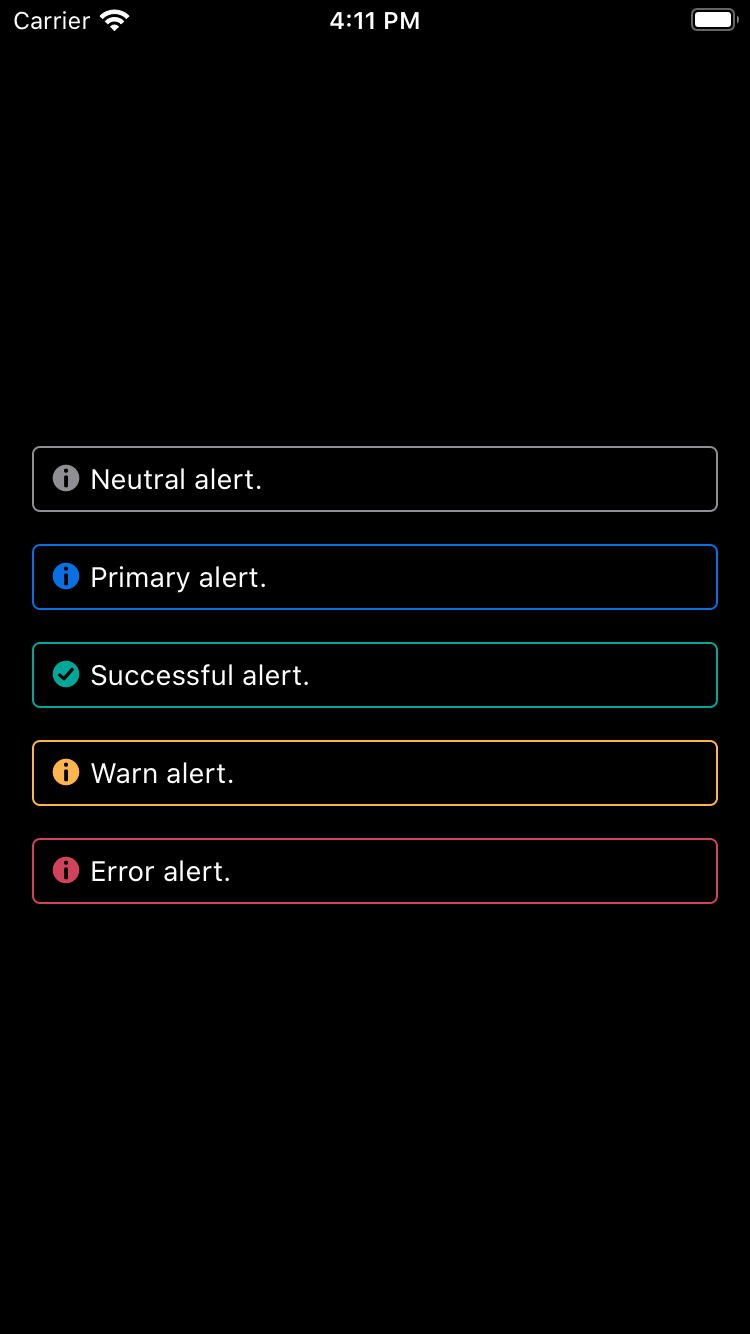 Carrier 4:11 PM
Neutral alert.
Primary alert.
Successful alert.
Warn alert.
Error alert.